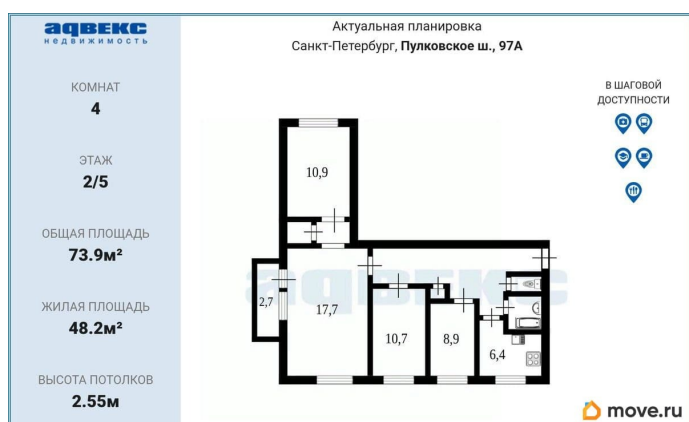 адвекс
недвижимость
КОМНАТ
4
ЭТАЖ
2/5
ОБЩАЯ ПЛОЩАДЬ
73.9м²
ЖИЛАЯ ПЛОЩАДЬ
48.2м²
ВЫСОТА ПОТОЛКОВ
2.55м
Актуальная планировка
Санкт-Петербург, Пулковское ш., 97А
В ШАГОВОЙ
ДОСТУПНОСТИ
10,9
адвекс
2,7
17,7
10,7
8,9
6,4
move.ru